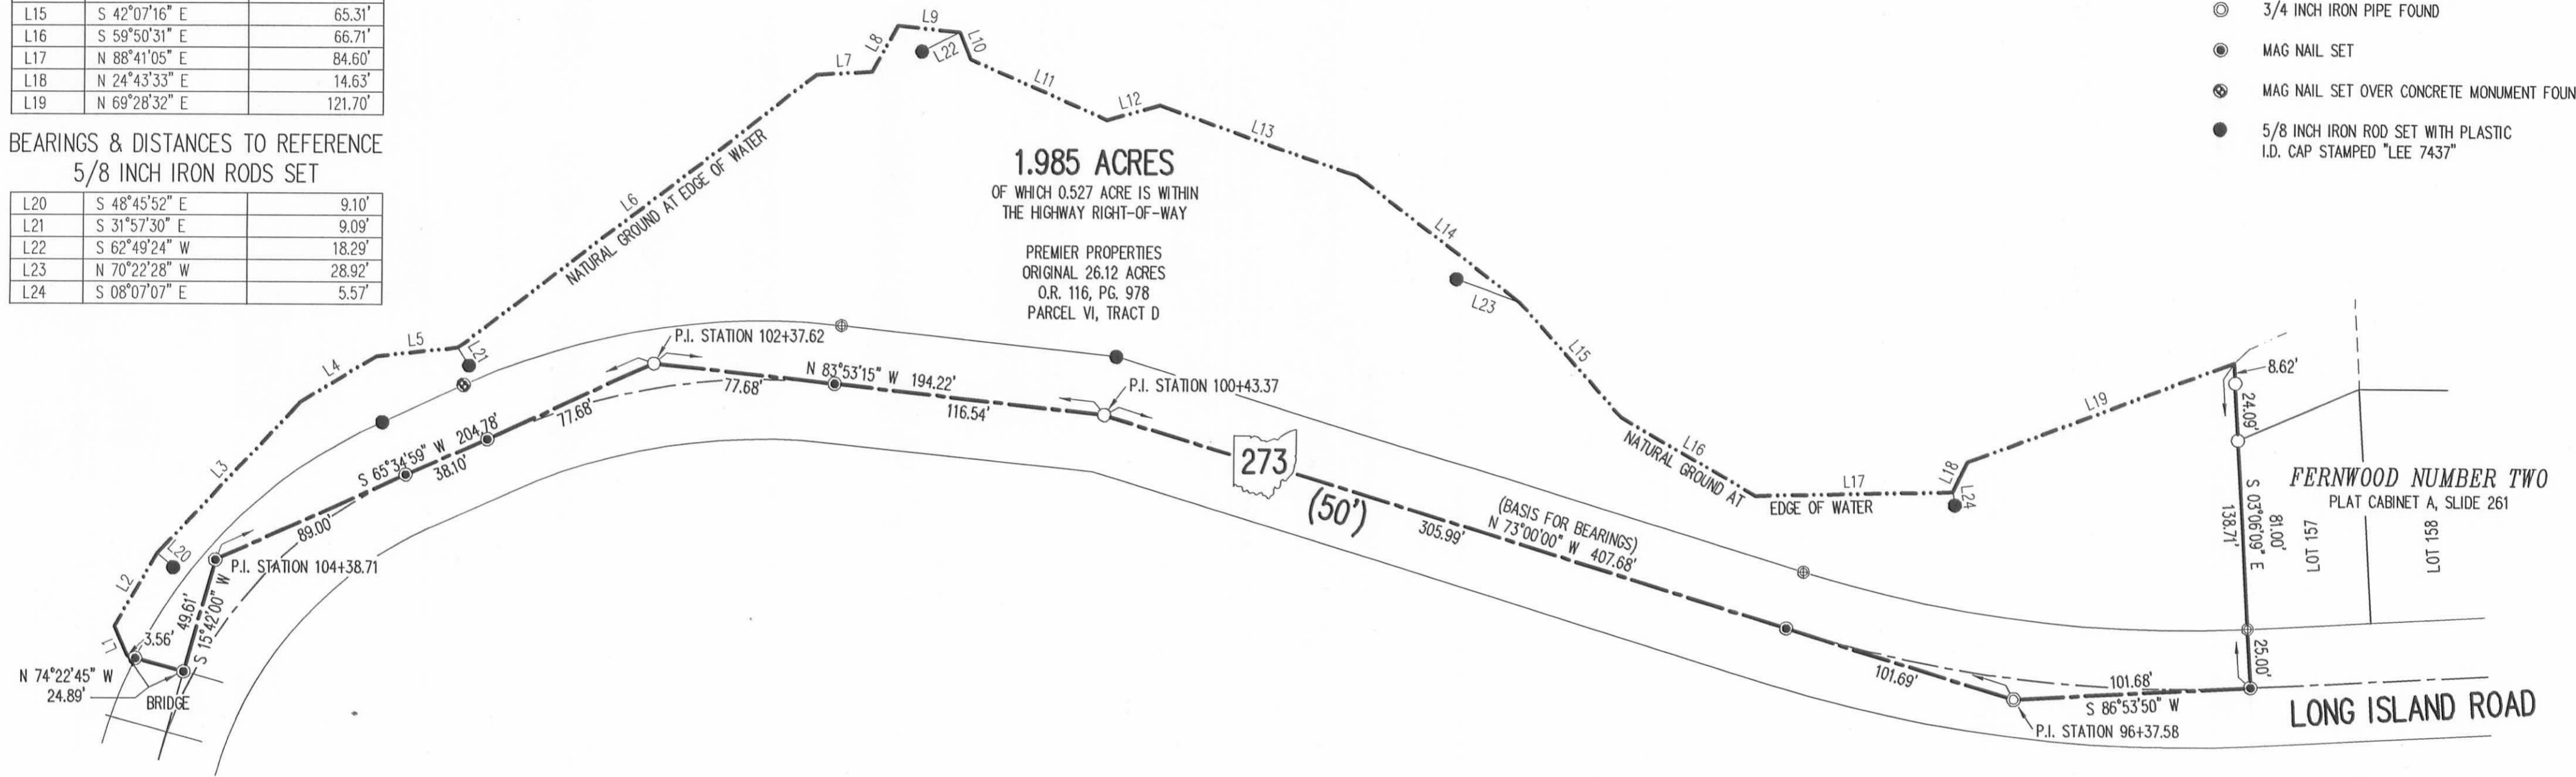 L15 S 42°07'16" E 65.31'
L16 S 59°50'31" E 66.71'
L17 N 88°41'05" E 84.60'
L18 N 24°43'33" E 14.63'
L19 N 69°28'32" E 121.70'
BEARINGS & DISTANCES TO REFERENCE
5/8 INCH IRON RODS SET
L20 S 48°45'52" E 9.10'
L21 S 31°57'30" E 9.09'
L22 S 62°49'24" W 18.29'
L23 N 70°22'28" W 28.92'
L24 S 08°07'07" E 5.57'
3/4 INCH IRON PIPE FOUND
MAG NAIL SET
MAG NAIL SET OVER CONCRETE MONUMENT FOUN
5/8 INCH IRON ROD SET WITH PLASTIC
I.D. CAP STAMPED "LEE 7437"
L1
L2
L3
L4
L5
L6
L7
L8
L9
L10
L11
L12
L13
L14
L15
L16
L17
L18
L19
L20
L21
L22
L23
L24
NATURAL GROUND AT EDGE OF WATER
1.985 ACRES
OF WHICH 0.527 ACRE IS WITHIN
THE HIGHWAY RIGHT-OF-WAY
PREMIER PROPERTIES
ORIGINAL 26.12 ACRES
O.R. 116, PG. 978
PARCEL VI, TRACT D
P.I. STATION 102+37.62
N 83°53'15" W 194.22'
77.68'
77.68'
116.54'
P.I. STATION 100+43.37
S 65°34'59" W 204.78'
38.10'
89.00'
P.I. STATION 104+38.71
49.61'
S 15°42'00" W
3.56'
N 74°22'45" W
24.89'
BRIDGE
273
(50')
305.99'
(BASIS FOR BEARINGS)
N 73°00'00" W 407.68'
NATURAL GROUND AT
EDGE OF WATER
101.69'
101.68'
S 86°53'50" W
P.I. STATION 96+37.58
8.62'
24.09'
S 03°06'09" E
138.71'
81.00'
25.00'
LOT 157
LOT 158
FERNWOOD NUMBER TWO
PLAT CABINET A, SLIDE 261
LONG ISLAND ROAD